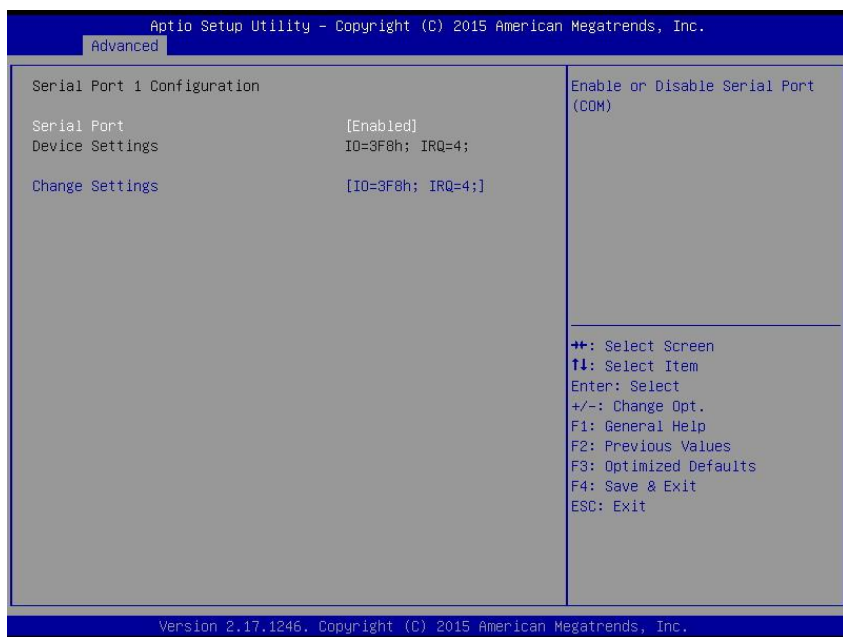 Aptio Setup Utility – Copyright (C) 2015 American Megatrends, Inc.
Advanced
Serial Port 1 Configuration
Serial Port [Enabled]
Device Settings IO=3F8h; IRQ=4;
Change Settings [IO=3F8h; IRQ=4;]
Enable or Disable Serial Port
(COM)
→←: Select Screen
↑↓: Select Item
Enter: Select
+/-: Change Opt.
F1: General Help
F2: Previous Values
F3: Optimized Defaults
F4: Save & Exit
ESC: Exit
Version 2.17.1246. Copyright (C) 2015 American Megatrends, Inc.